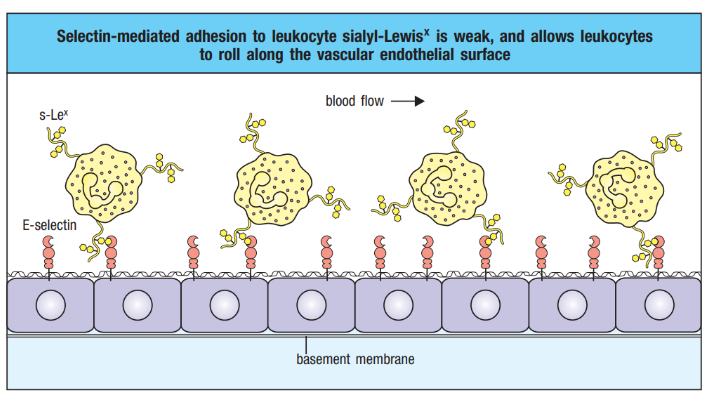 Selectin-mediated adhesion to leukocyte sialyl-Lewisˣ is weak, and allows leukocytes
to roll along the vascular endothelial surface
blood flow
s-Leˣ
E-selectin
basement membrane